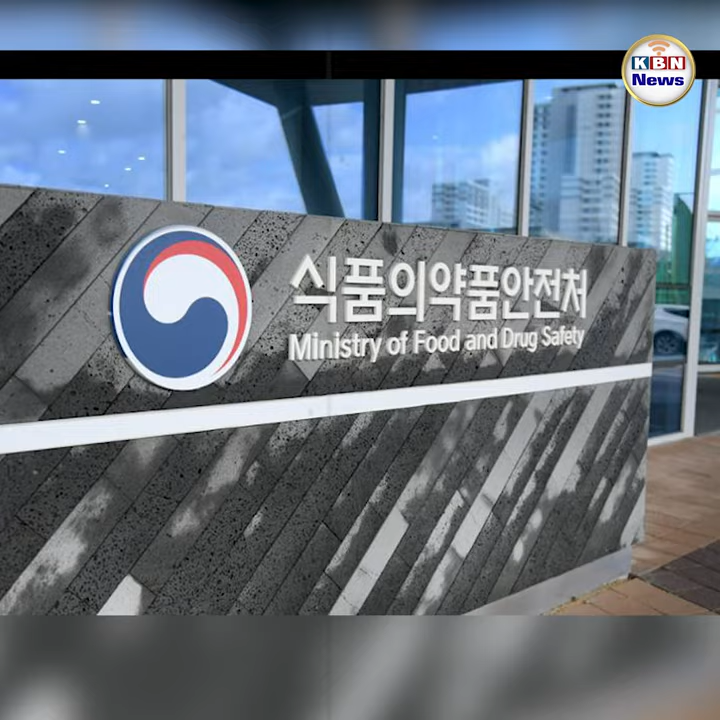 KBN
News
식품의약품안전처
Ministry of Food and Drug Safety